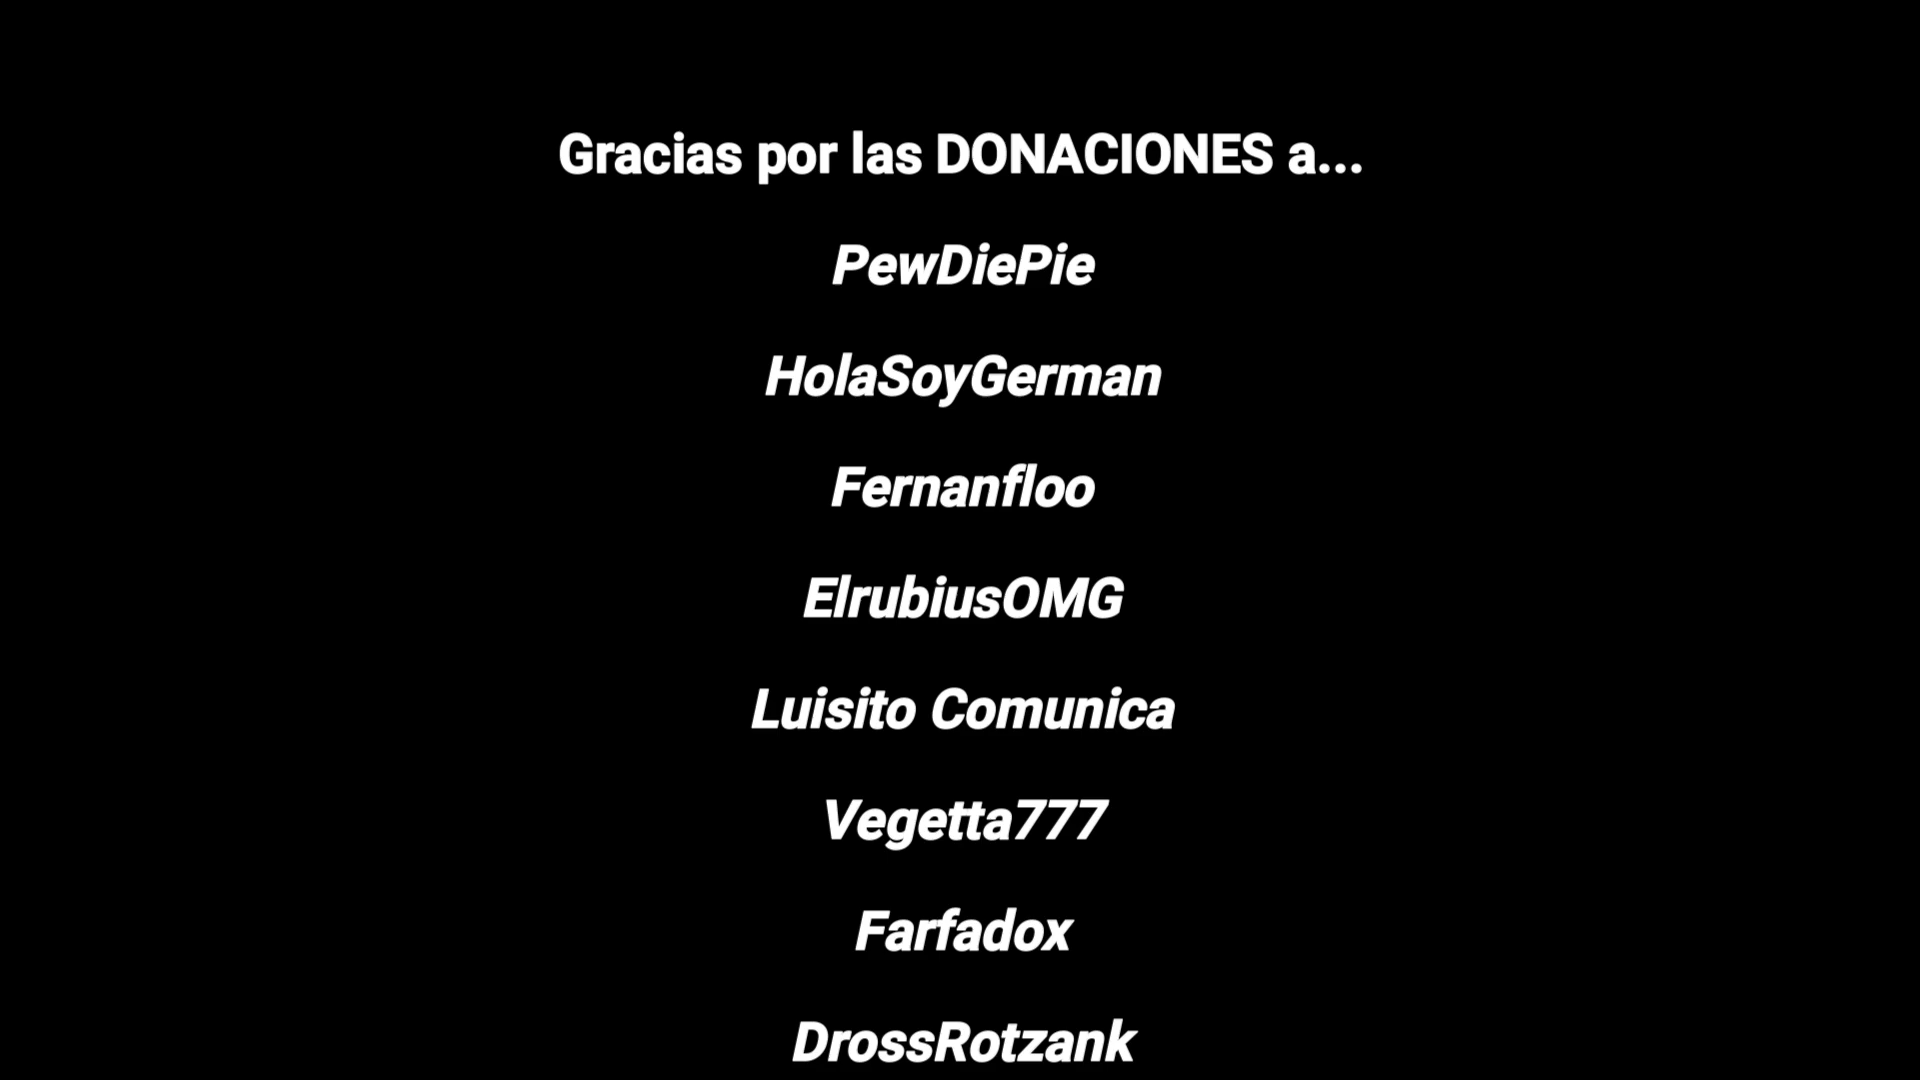 Gracias por las DONACIONES a...
PewDiePie
HolaSoyGerman
Fernanfloo
ElrubiusOMG
Luisito Comunica
Vegetta777
Farfadox
DrossRotzank